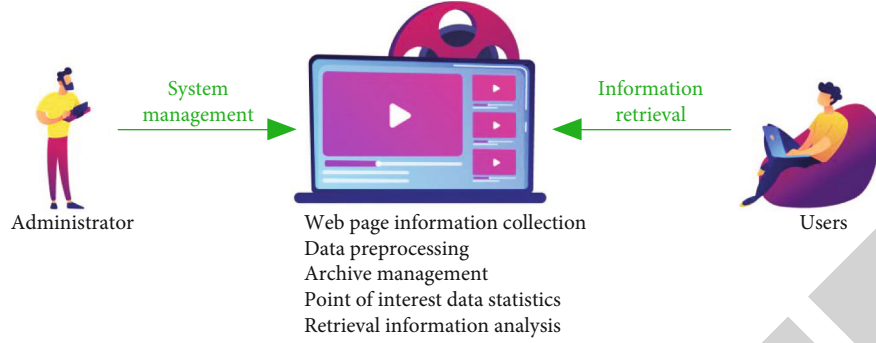 System
management
Information
retrieval
Administrator
Web page information collection
Data preprocessing
Archive management
Point of interest data statistics
Retrieval information analysis
Users